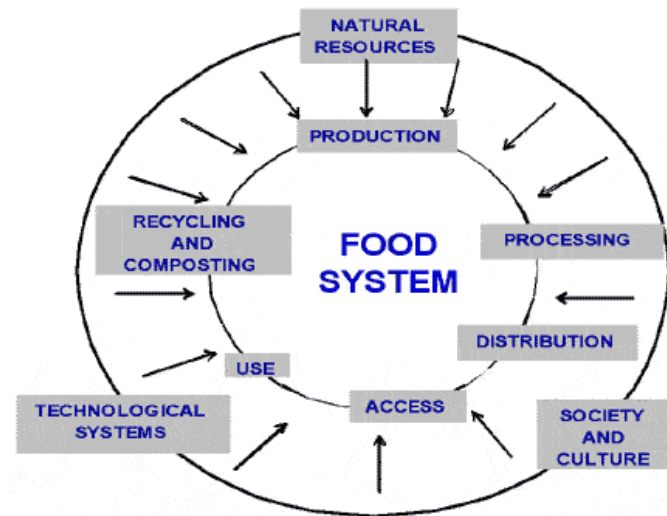 NATURAL
RESOURCES
PRODUCTION
RECYCLING
AND
COMPOSTING
FOOD
SYSTEM
PROCESSING
DISTRIBUTION
USE
ACCESS
TECHNOLOGICAL
SYSTEMS
SOCIETY
AND
CULTURE